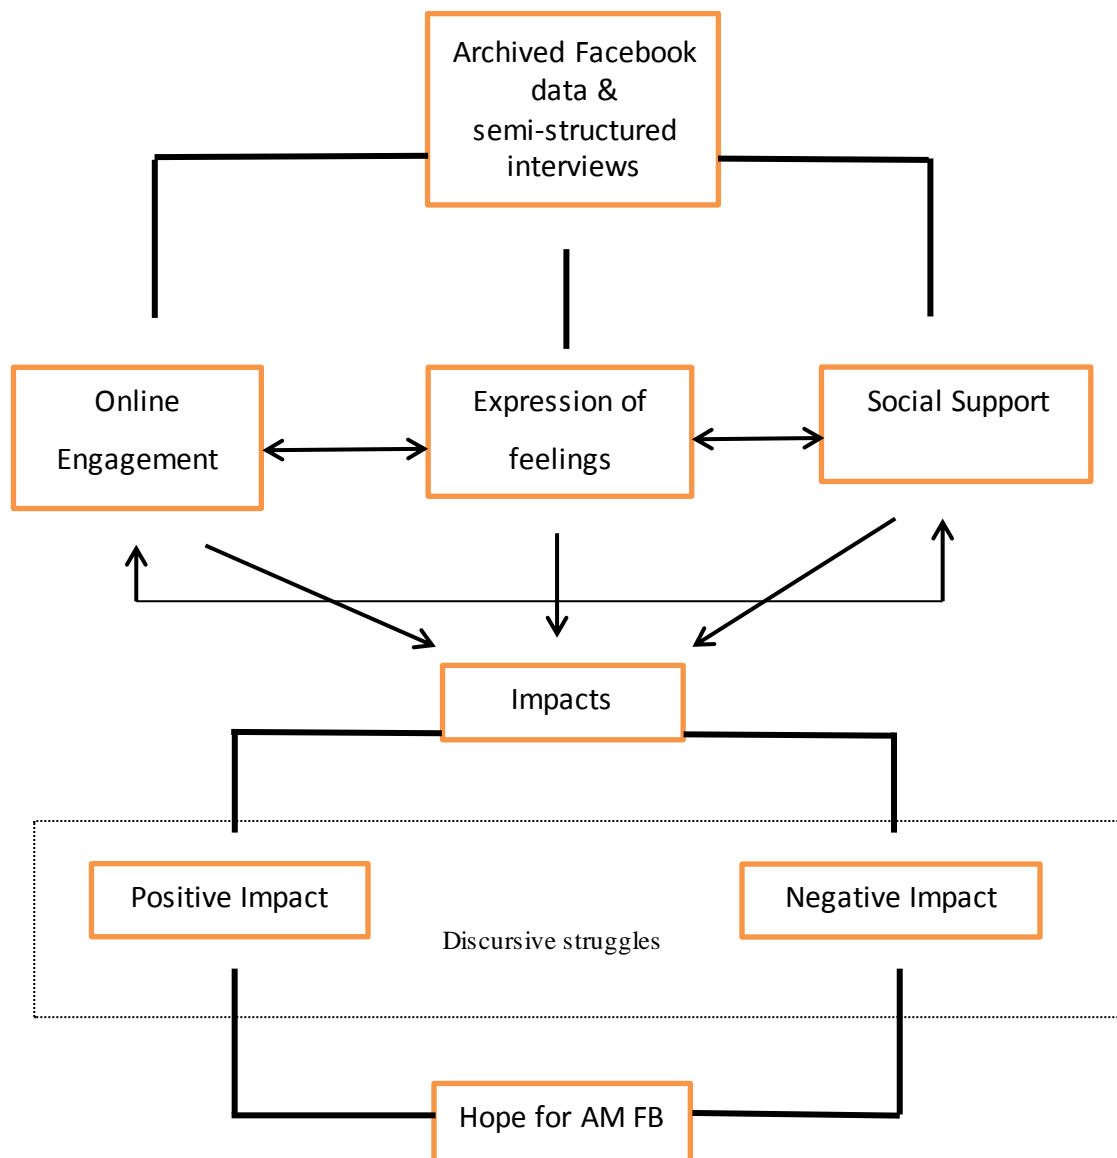 Archived Facebook
data &
semi-structured
interviews
Online
Engagement
Expression of
feelings
Social Support
Impacts
Positive Impact
Negative Impact
Discursive struggles
Hope for AM FB